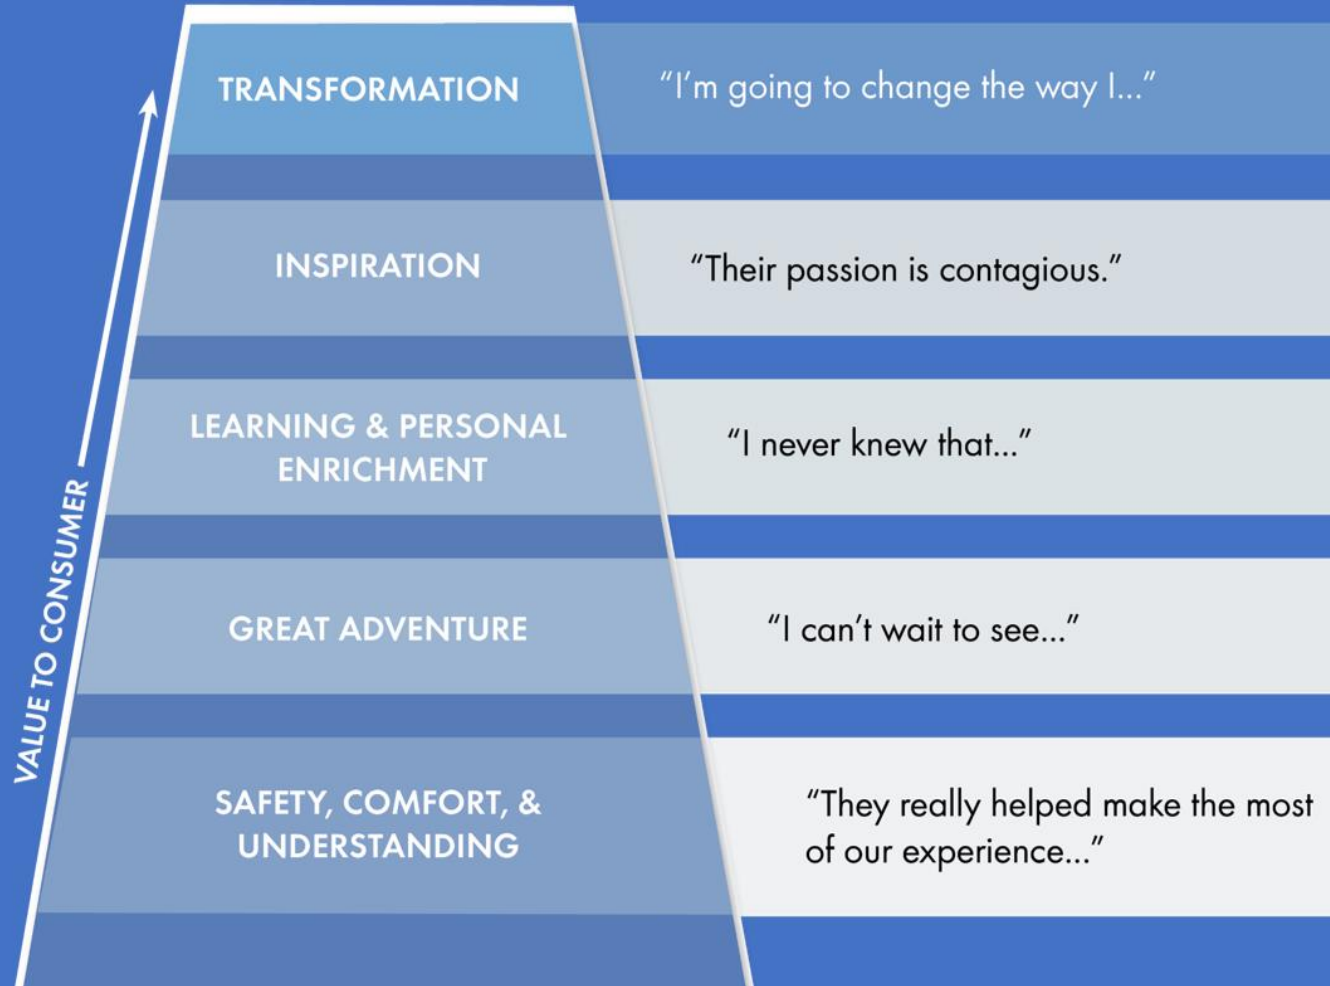 TRANSFORMATION
“I’m going to change the way I...”
INSPIRATION
“Their passion is contagious.”
LEARNING & PERSONAL
ENRICHMENT
“I never knew that...”
GREAT ADVENTURE
“I can’t wait to see...”
SAFETY, COMFORT, &
UNDERSTANDING
“They really helped make the most
of our experience...”
VALUE TO CONSUMER